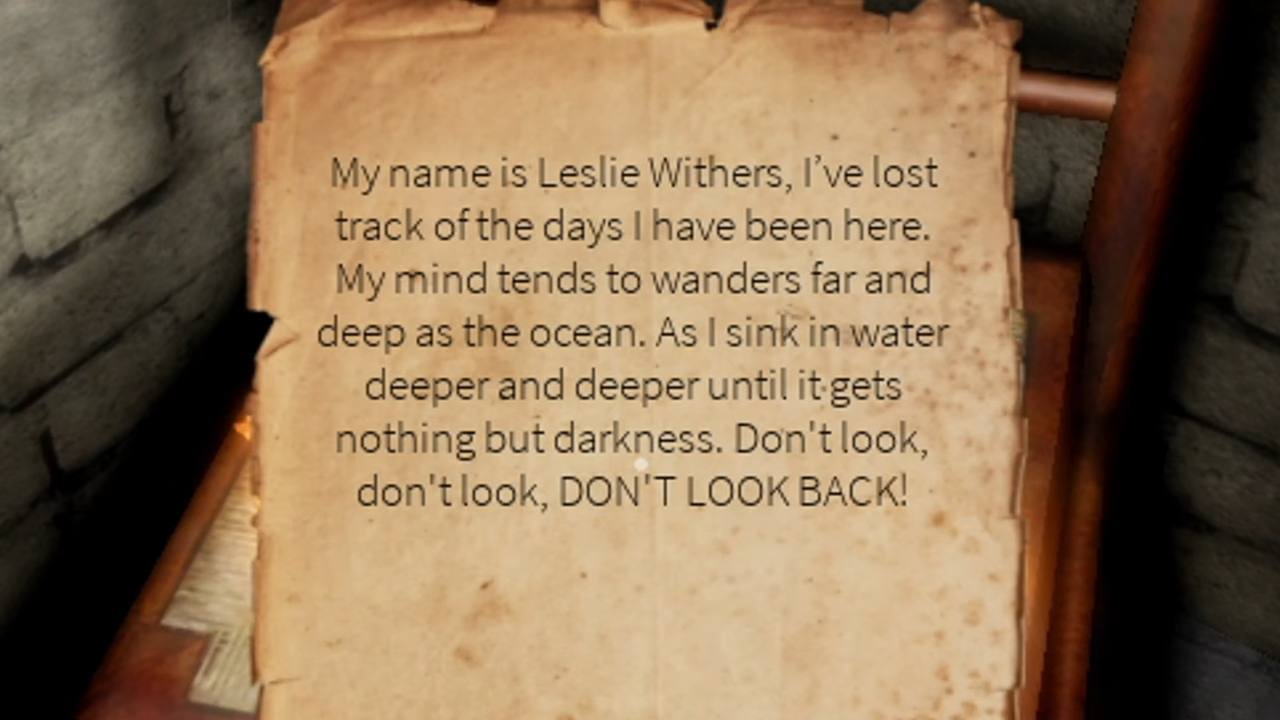 My name is Leslie Withers, I’ve lost
track of the days I have been here.
My mind tends to wanders far and
deep as the ocean. As I sink in water
deeper and deeper until it gets
nothing but darkness. Don't look,
don't look, DON'T LOOK BACK!